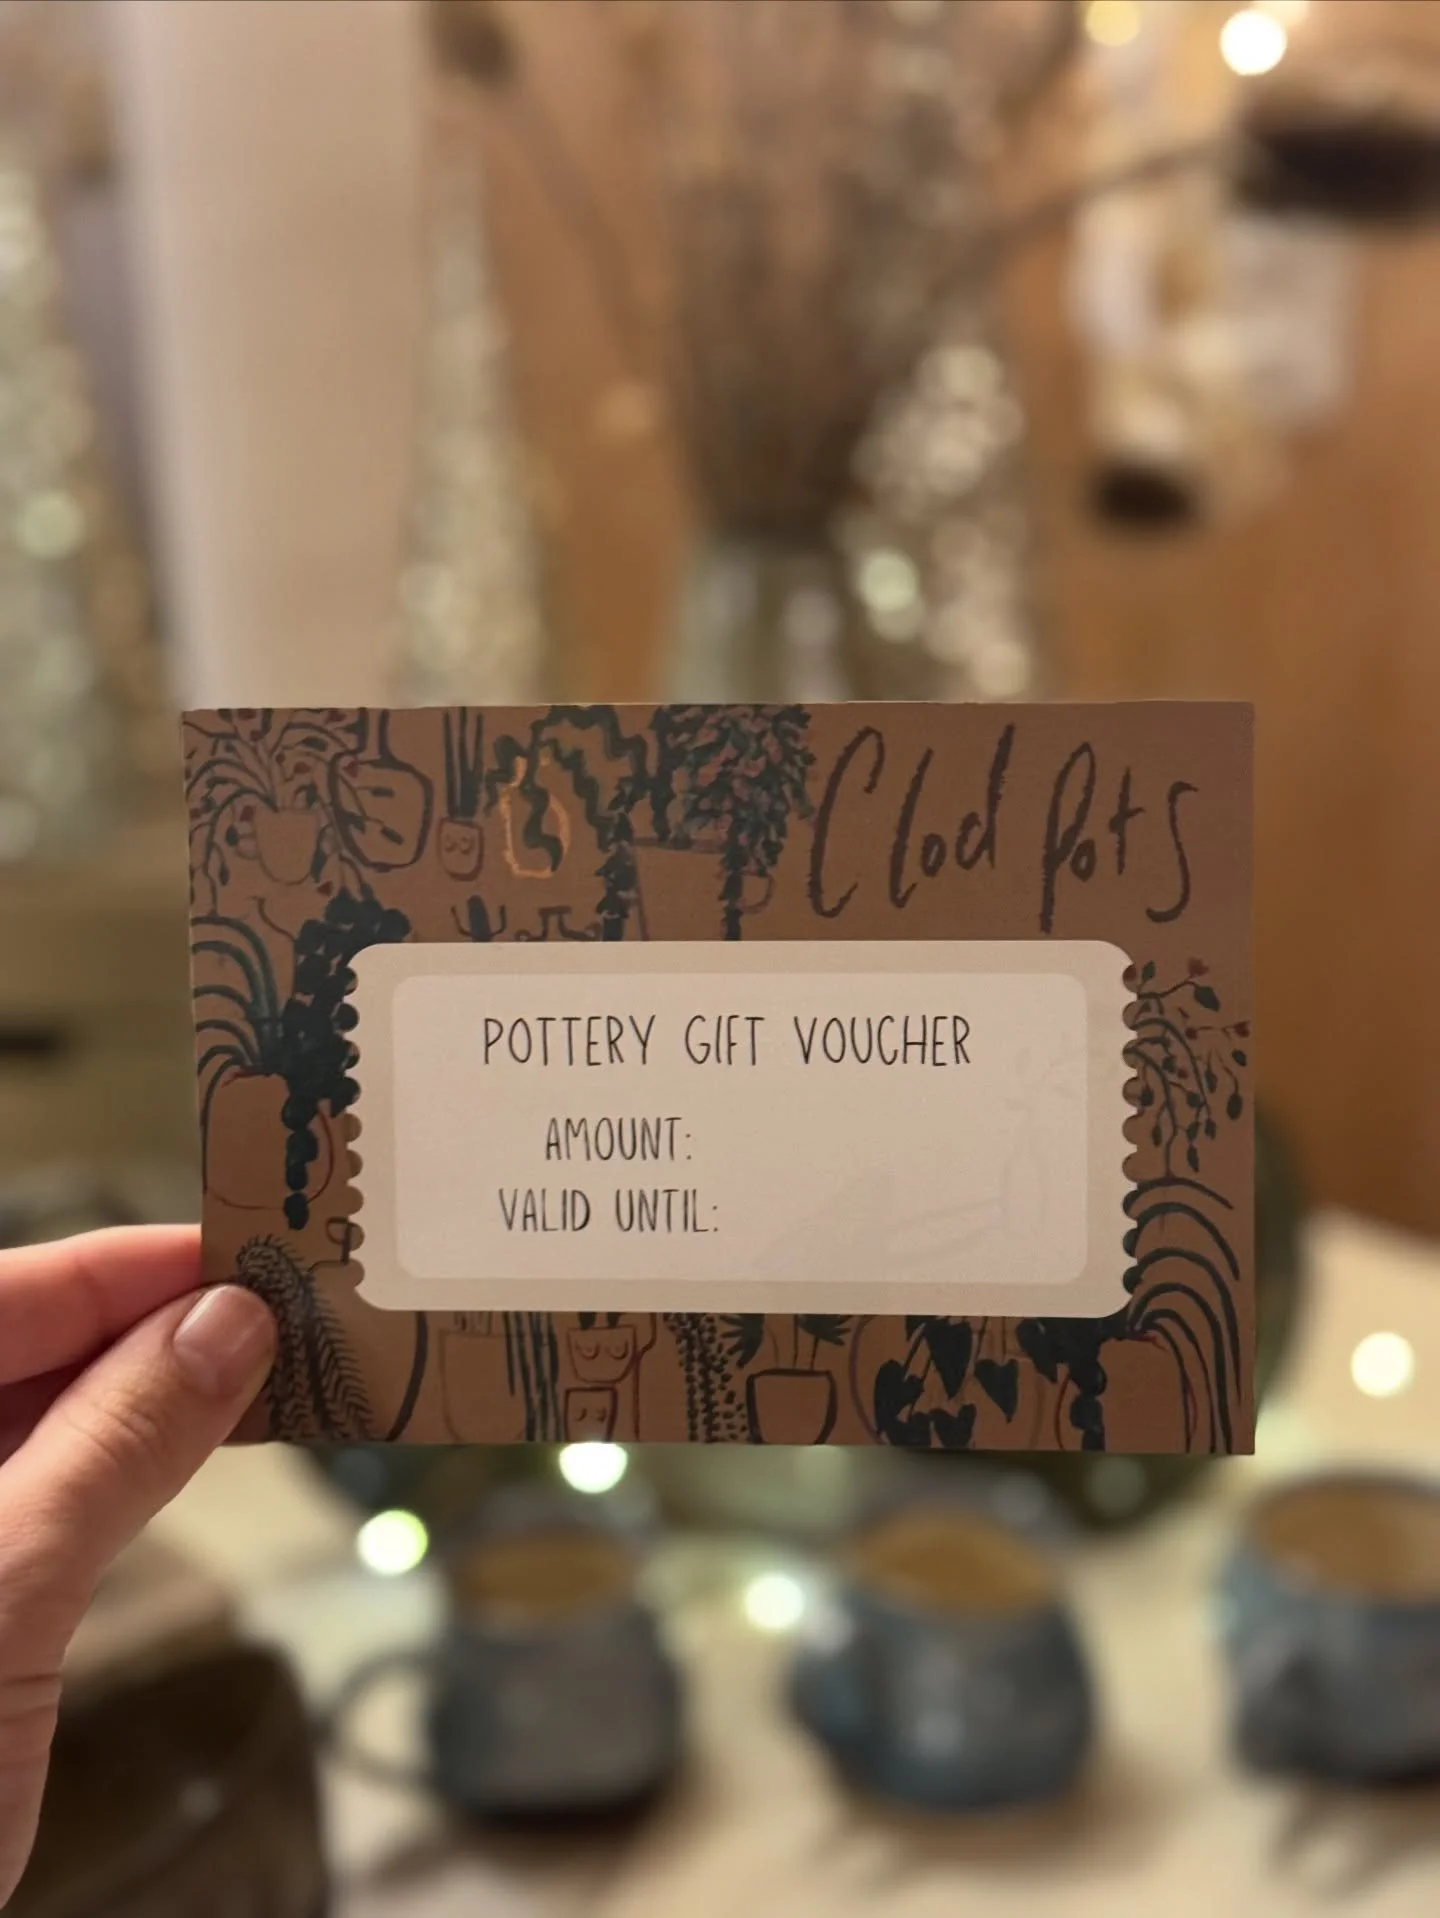 Clod Pots
POTTERY GIFT VOUCHER
AMOUNT:
VALID UNTIL: